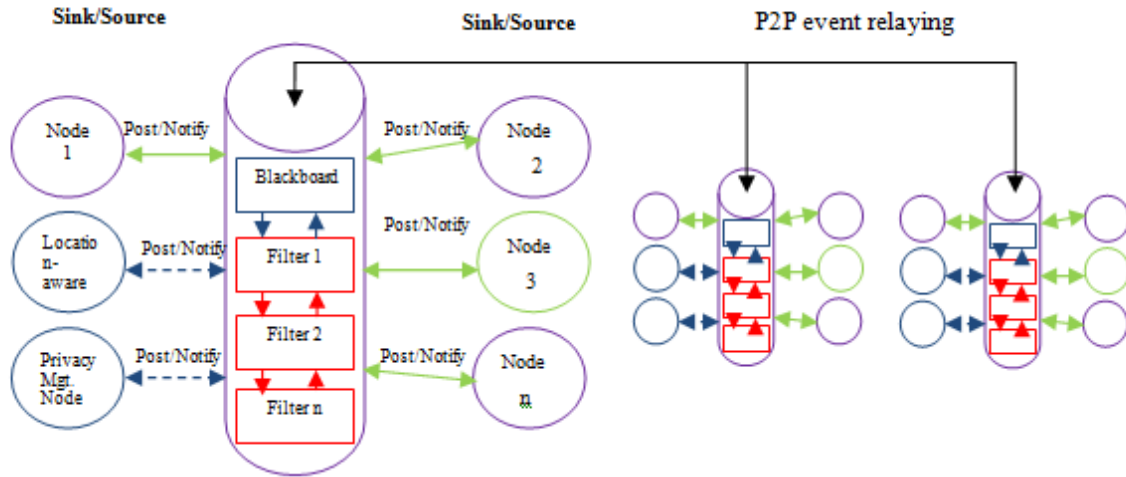 Sink/Source
Sink/Source
P2P event relaying
Node
1
Post/Notify
Post/Notify
Node
2
Blackboard
Locatio
n-
aware
Post/Notify
Filter 1
Post/Notify
Node
3
Privacy
Mgt.
Node
Post/Notify
Filter 2
Post/Notify
Node
n
Filter n